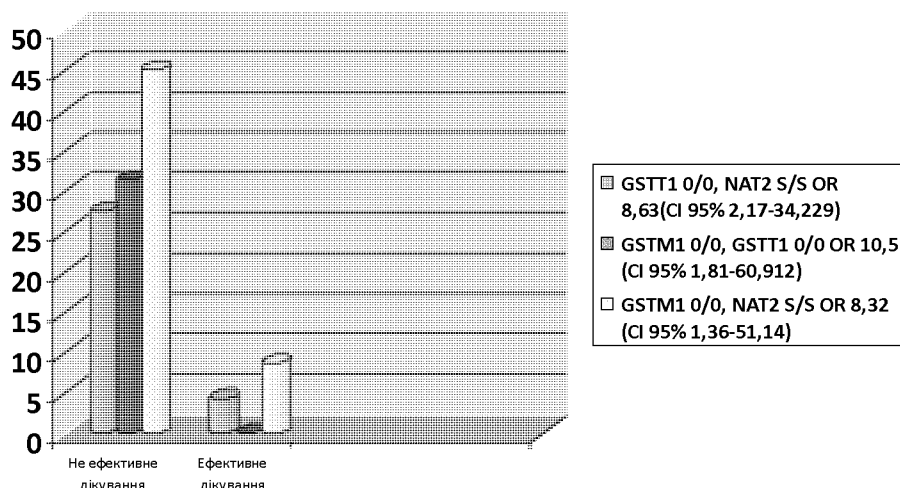 50
45
40
35
30
25
20
15
10
5
0
Не ефективне
лікування
Ефективне
лікування
GSTT1 0/0, NAT2 S/S OR
8,63(CI 95% 2,17-34,229)
GSTM1 0/0, GSTT1 0/0 OR 10,5
(CI 95% 1,81-60,912)
GSTM1 0/0, NAT2 S/S OR 8,32
(CI 95% 1,36-51,14)